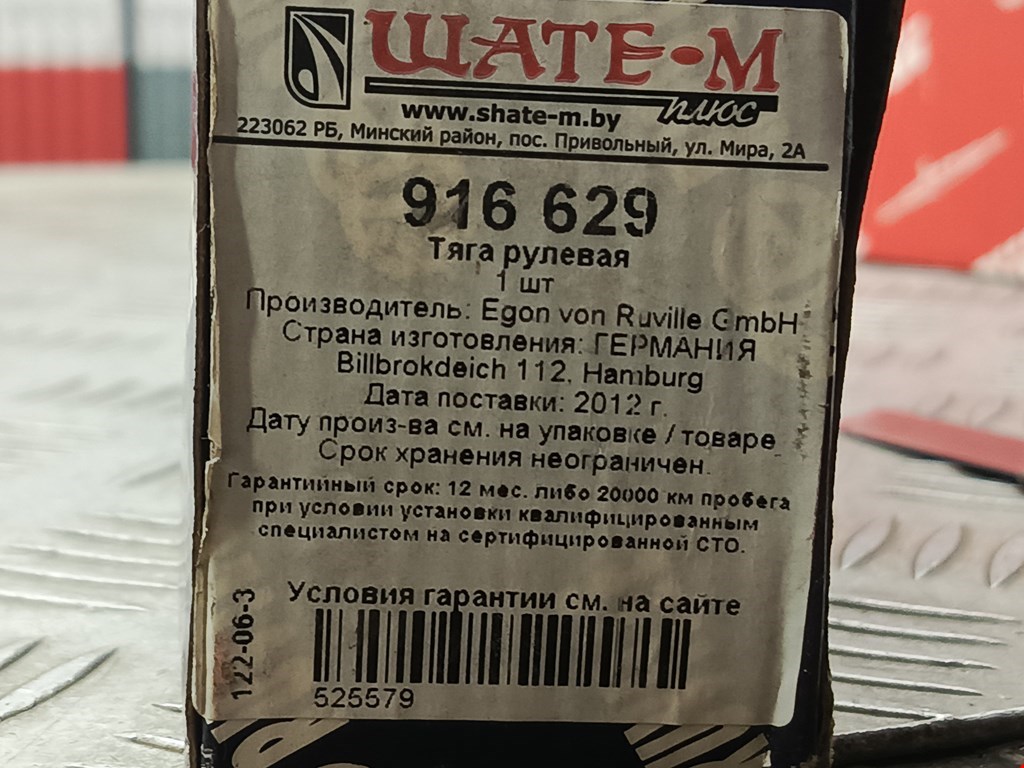 ШАТЕ-М
плюс
www.shate-m.by
223062 РБ, Минский район, пос. Привольный, ул. Мира, 2А
916 629
Тяга рулевая
1 шт
Производитель: Egon von Ruville GmbH
Страна изготовления: ГЕРМАНИЯ
Billbrokdeich 112, Hamburg
Дата поставки: 2012 г.
Дату произ-ва см. на упаковке / товаре
Срок хранения неограничен.
Гарантийный срок: 12 мес. либо 20000 км пробега
при условии установки квалифицированным
специалистом на сертифицированной СТО.
Условия гарантии см. на сайте
122-06-3
525579